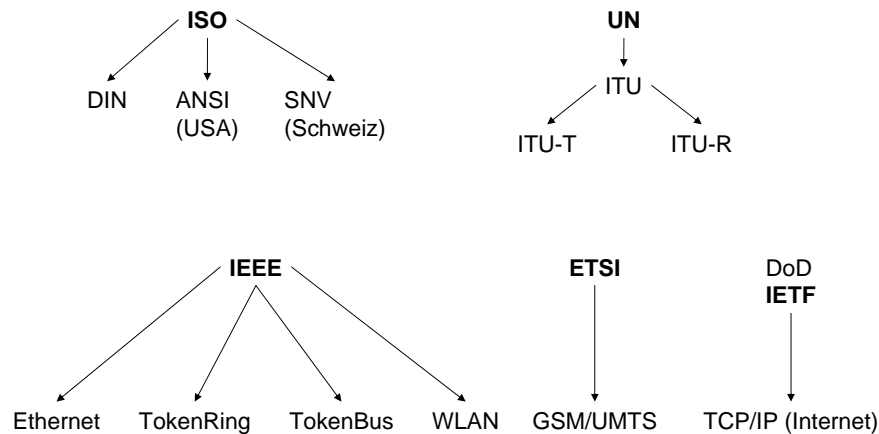 ISO
DIN
ANSI
(USA)
SNV
(Schweiz)
UN
ITU
ITU-T
ITU-R
IEEE
Ethernet
TokenRing
TokenBus
WLAN
ETSI
GSM/UMTS
DoD
IETF
TCP/IP (Internet)